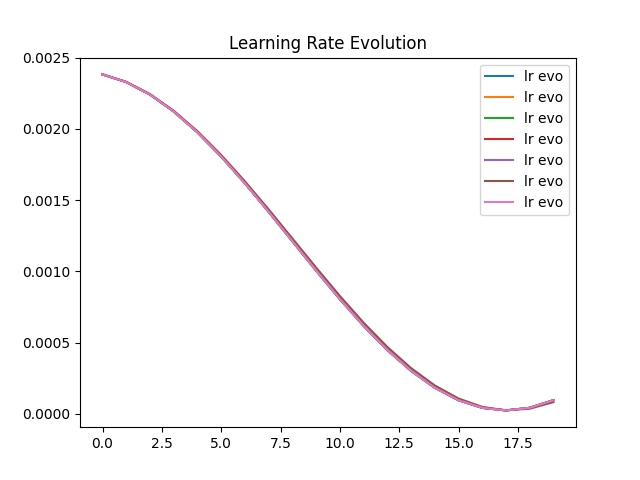 Learning Rate Evolution
0.0025
0.0020
0.0015
0.0010
0.0005
0.0000
0.0 2.5 5.0 7.5 10.0 12.5 15.0 17.5
lr evo
lr evo
lr evo
lr evo
lr evo
lr evo
lr evo